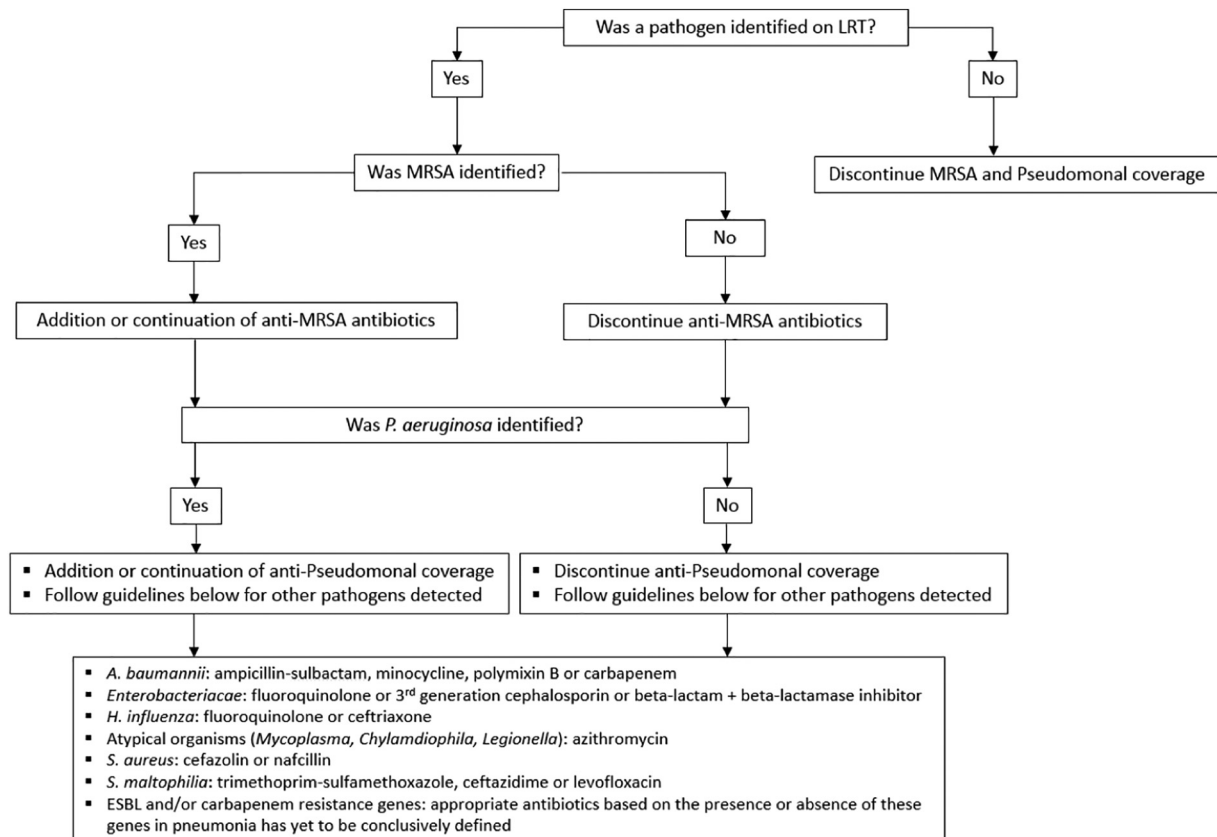 Was a pathogen identified on LRT?
Yes
No
Was MRSA identified?
Discontinue MRSA and Pseudomonal coverage
Yes
No
Addition or continuation of anti-MRSA antibiotics
Discontinue anti-MRSA antibiotics
Was P. aeruginosa identified?
Yes
No
▪ Addition or continuation of anti-Pseudomonal coverage
▪ Follow guidelines below for other pathogens detected
▪ Discontinue anti-Pseudomonal coverage
▪ Follow guidelines below for other pathogens detected
▪ A. baumannii: ampicillin-sulbactam, minocycline, polymixin B or carbapenem
▪ Enterobacteriacae: fluoroquinolone or 3rd generation cephalosporin or beta-lactam + beta-lactamase inhibitor
▪ H. influenza: fluoroquinolone or ceftriaxone
▪ Atypical organisms (Mycoplasma, Chylamdiophila, Legionella): azithromycin
▪ S. aureus: cefazolin or nafcillin
▪ S. maltophilia: trimethoprim-sulfamethoxazole, ceftazidime or levofloxacin
▪ ESBL and/or carbapenem resistance genes: appropriate antibiotics based on the presence or absence of these
genes in pneumonia has yet to be conclusively defined